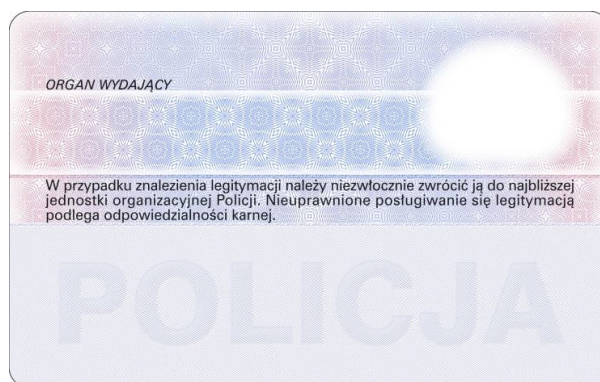 ORGAN WYDAJĄCY
W przypadku znalezienia legitymacji należy niezwłocznie zwrócić ją do najbliższej
jednostki organizacyjnej Policji. Nieuprawnione posługiwanie się legitymacją
podlega odpowiedzialności karnej.
POLICJA